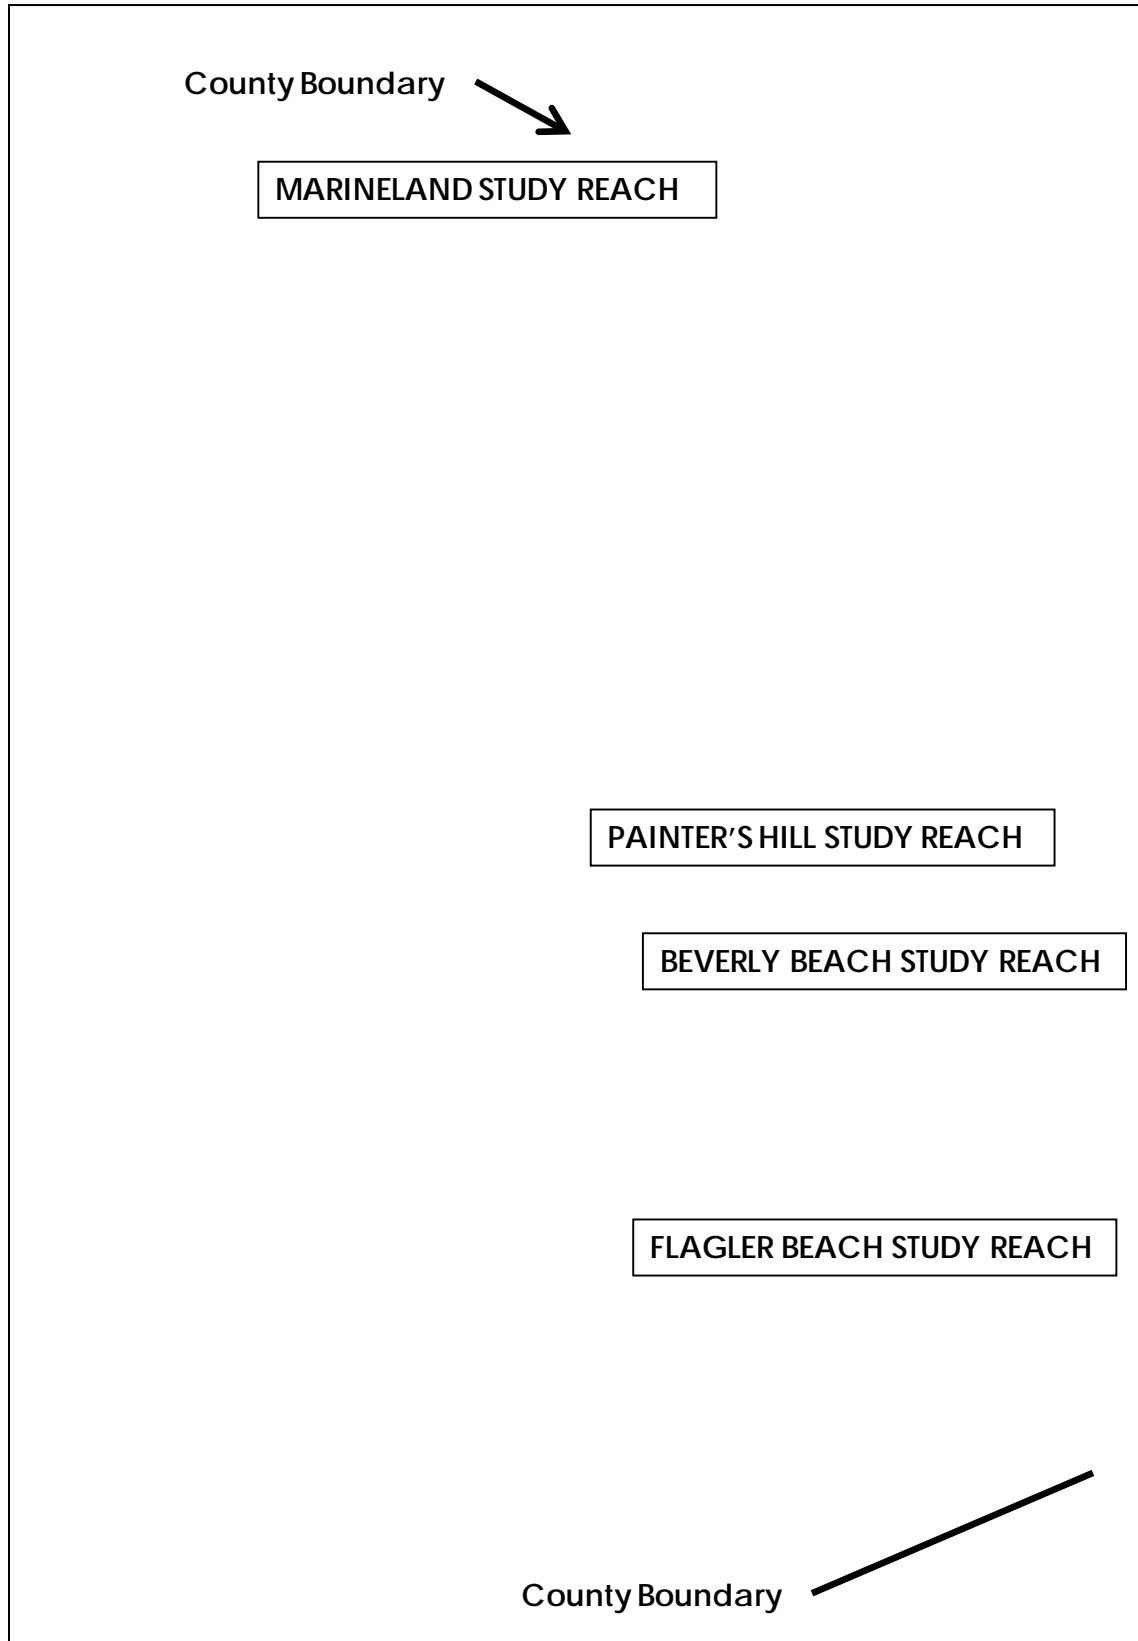 County Boundary
MARINELAND STUDY REACH
PAINTER’S HILL STUDY REACH
BEVERLY BEACH STUDY REACH
FLAGLER BEACH STUDY REACH
County Boundary